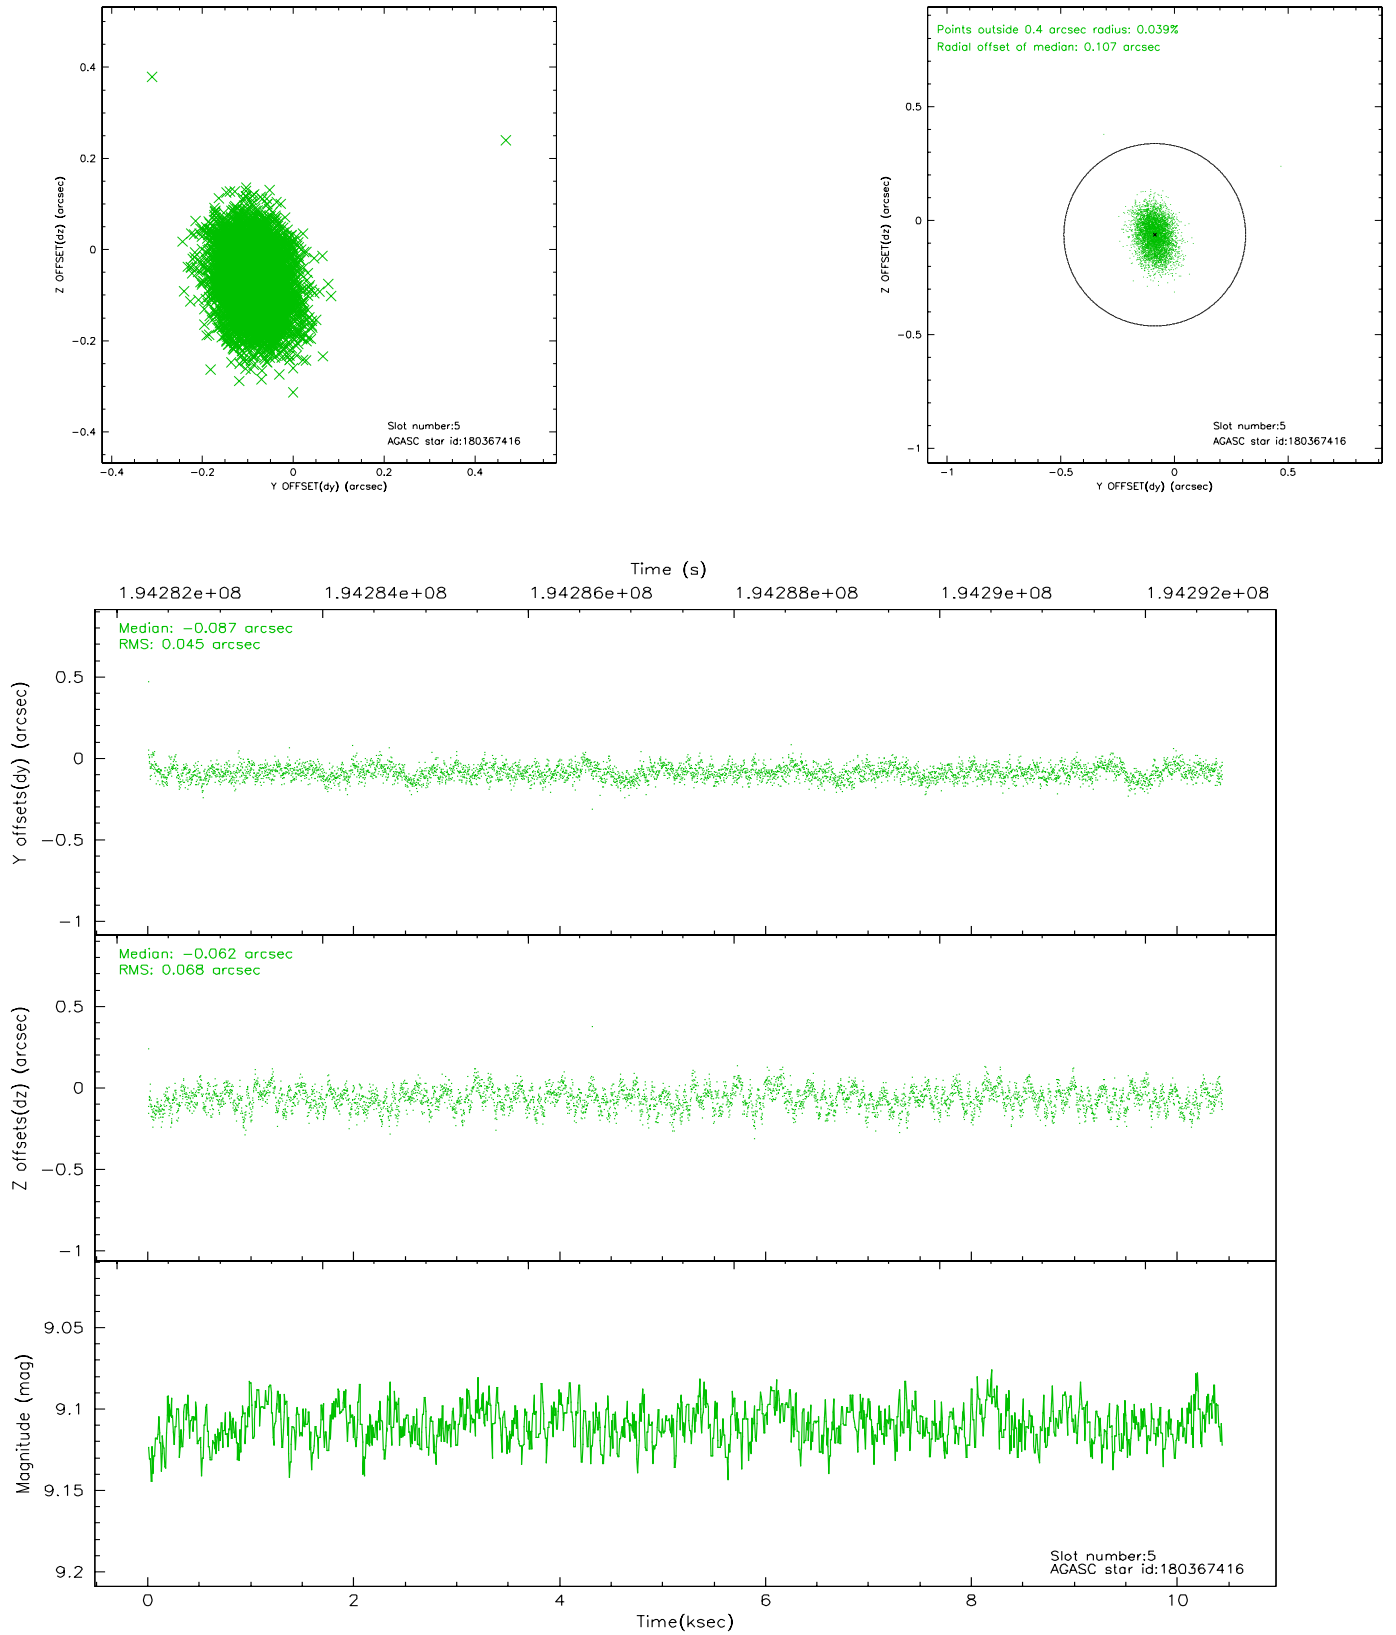 0.4
0.2
0
−0.2
−0.4
Z OFFSET(dz) (arcsec)
Slot number:5
AGASC star id:180367416
−0.4
−0.2
0
0.2
0.4
Y OFFSET(dy) (arcsec)
Points outside 0.4 arcsec radius: 0.039%
Radial offset of median: 0.107 arcsec
0.5
0
−0.5
−1
Z OFFSET(dz) (arcsec)
Slot number:5
AGASC star id:180367416
−1
−0.5
0
0.5
Y OFFSET(dy) (arcsec)
Time (s)
1.94282e+08
1.94284e+08
1.94286e+08
1.94288e+08
1.9429e+08
1.94292e+08
Median: −0.087 arcsec
RMS: 0.045 arcsec
0.5
0
−0.5
−1
Y offsets(dy) (arcsec)
Median: −0.062 arcsec
RMS: 0.068 arcsec
0.5
0
−0.5
−1
Z offsets(dz) (arcsec)
9.05
9.1
9.15
9.2
Magnitude (mag)
Slot number:5
AGASC star id:180367416
0
2
4
6
8
10
Time(ksec)